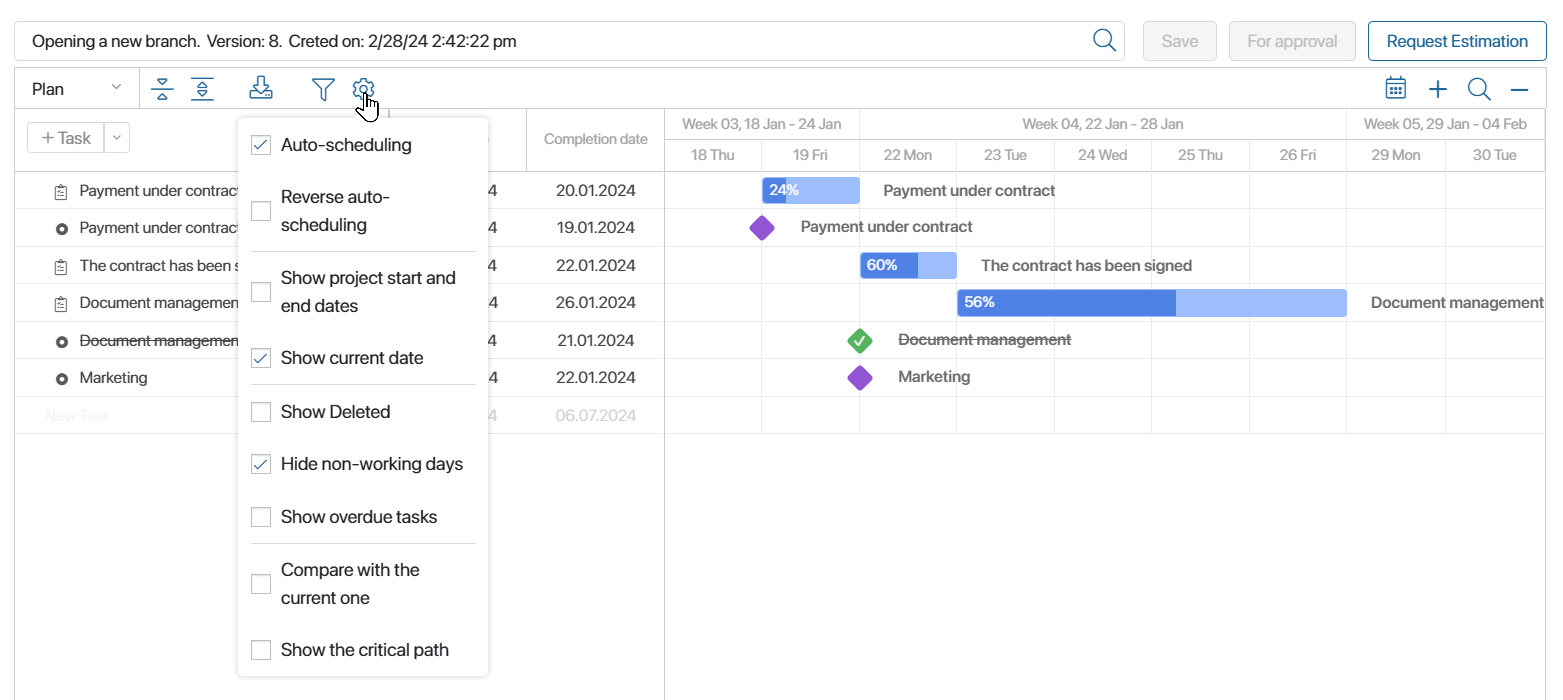 Opening a new branch. Version: 8. Creted on: 2/28/24 2:42:22 pm
Save
For approval
Request Estimation
Plan
+ Task
Completion date
Week 03, 18 Jan - 24 Jan
Week 04, 22 Jan - 28 Jan
Week 05, 29 Jan - 04 Feb
18 Thu
19 Fri
22 Mon
23 Tue
24 Wed
25 Thu
26 Fri
29 Mon
30 Tue
Payment under contract
4
20.01.2024
24%
Payment under contract
Payment under contract
4
19.01.2024
Payment under contract
The contract has been s
4
22.01.2024
60%
The contract has been signed
Document managemen
4
26.01.2024
56%
Document management
Document managemen
4
21.01.2024
Document management
Marketing
4
22.01.2024
Marketing
New Task
4
06.07.2024
Auto-scheduling
Reverse auto-
scheduling
Show project start and
end dates
Show current date
Show Deleted
Hide non-working days
Show overdue tasks
Compare with the
current one
Show the critical path